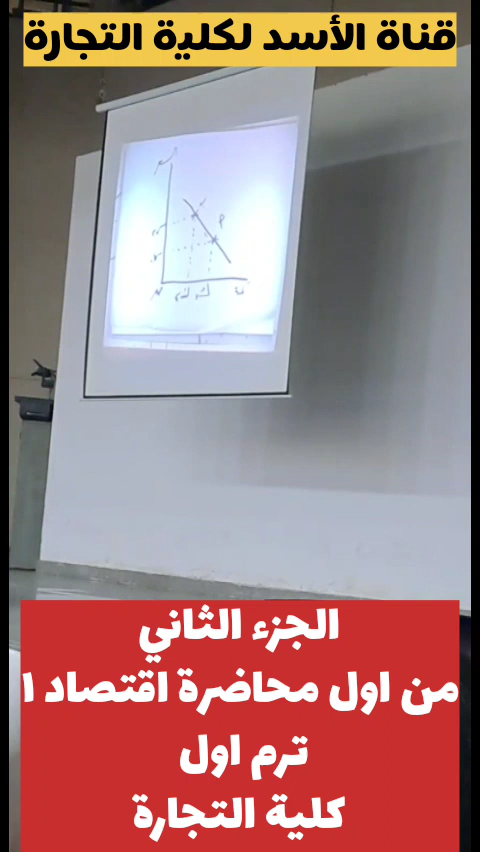 قناة الأسد لكلية التجارة
الجزء الثاني
من اول محاضرة اقتصاد ١
ترم اول
كلية التجارة